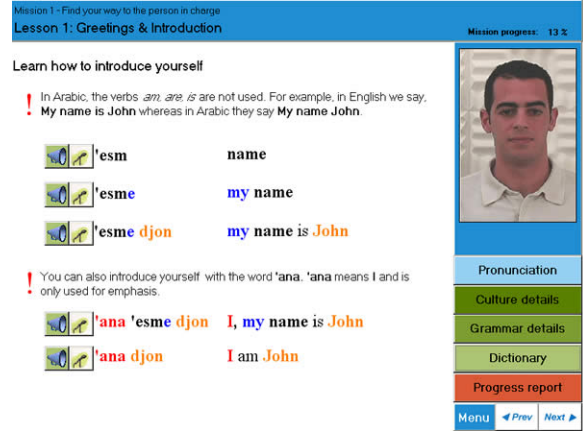 Mission 1 - Find your way to the person in charge
Lesson 1: Greetings & Introduction
Mission progress: 13 %
Learn how to introduce yourself
! In Arabic, the verbs am, are, is are not used. For example, in English we say,
My name is John whereas in Arabic they say My name John.
'esm name
'esme my name
'esme djon my name is John
! You can also introduce yourself with the word 'ana. 'ana means I and is
only used for emphasis.
'ana 'esme djon I, my name is John
'ana djon I am John
Pronunciation
Culture details
Grammar details
Dictionary
Progress report
Menu Prev Next